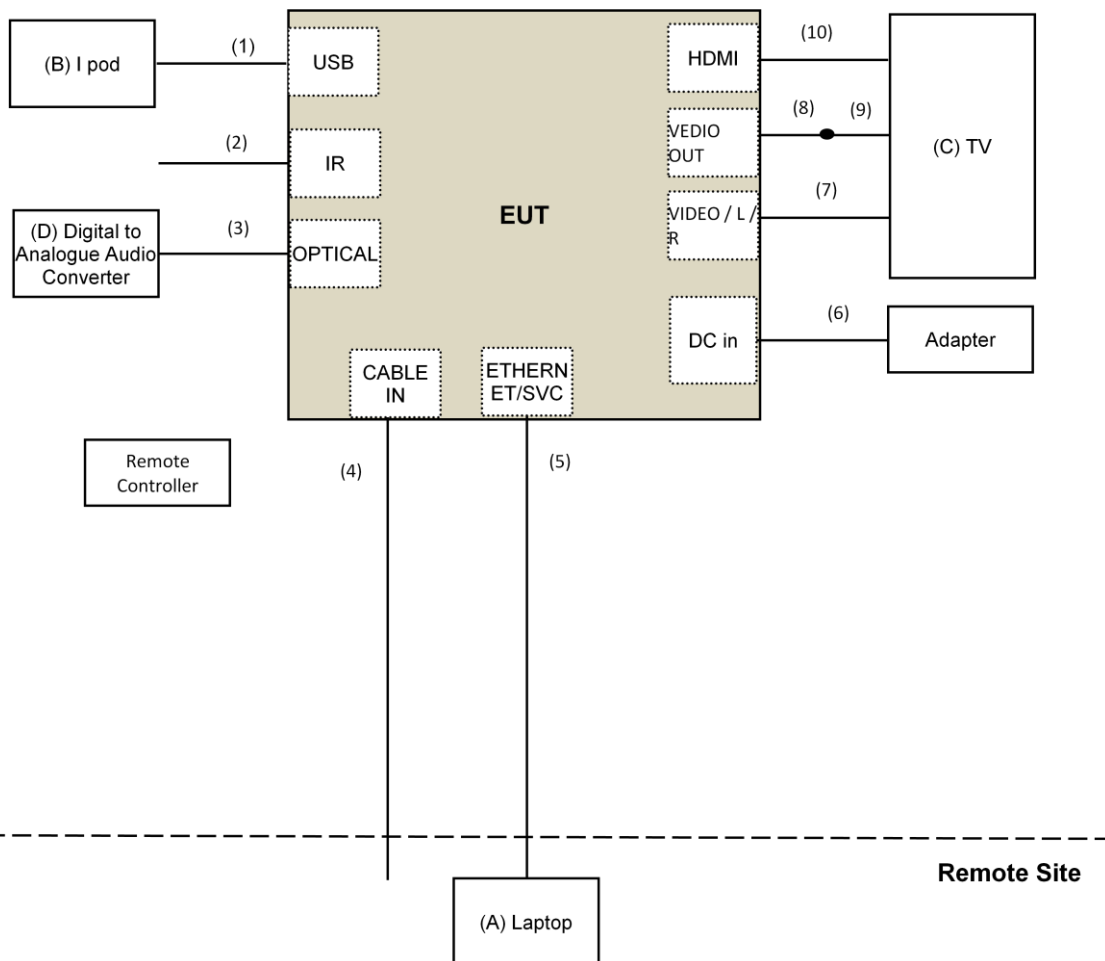 (B) I pod
(1)
USB
HDMI
(10)
(2)
IR
VEDIO
OUT
(8)
(9)
(C) TV
EUT
(D) Digital to
Analogue Audio
Converter
(3)
OPTICAL
VIDEO / L /
R
(7)
DC in
(6)
Adapter
CABLE
IN
ETHERN
ET/SVC
Remote
Controller
(4)
(5)
Remote Site
(A) Laptop